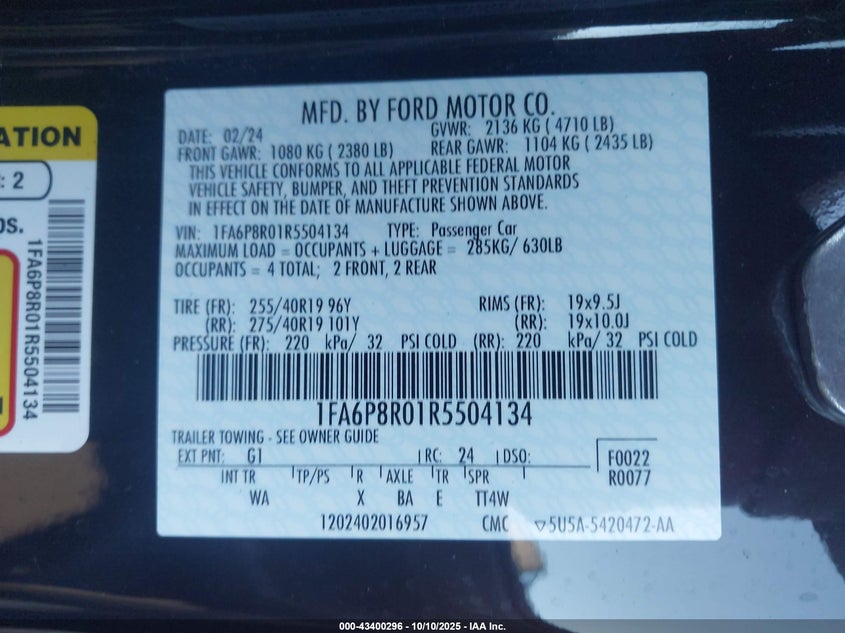 MFD. BY FORD MOTOR CO.
DATE: 02/24 GVWR: 2136 KG ( 4710 LB)
FRONT GAWR: 1080 KG ( 2380 LB) REAR GAWR: 1104 KG ( 2435 LB)
THIS VEHICLE CONFORMS TO ALL APPLICABLE FEDERAL MOTOR
VEHICLE SAFETY, BUMPER, AND THEFT PREVENTION STANDARDS
IN EFFECT ON THE DATE OF MANUFACTURE SHOWN ABOVE.
VIN: 1FA6P8R01R5504134 TYPE: Passenger Car
MAXIMUM LOAD = OCCUPANTS + LUGGAGE = 285KG/ 630LB
OCCUPANTS = 4 TOTAL; 2 FRONT, 2 REAR
TIRE (FR): 255/40R19 96Y RIMS (FR): 19x9.5J
(RR): 275/40R19 101Y (RR): 19x10.0J
PRESSURE (FR): 220 kPa/ 32 PSI COLD (RR): 220 kPa/ 32 PSI COLD
1FA6P8R01R5504134
TRAILER TOWING - SEE OWNER GUIDE
EXT PNT: G1 RC: 24 DSO: F0022
R0077
INT TR TP/PS R AXLE TR SPR
WA X BA E TT4W
1202402016957 CMC 5U5A-5420472-AA
ATION
: 2
os.
1FA6P8R01R5504134
000-43400296 - 10/10/2025 - IAA Inc.